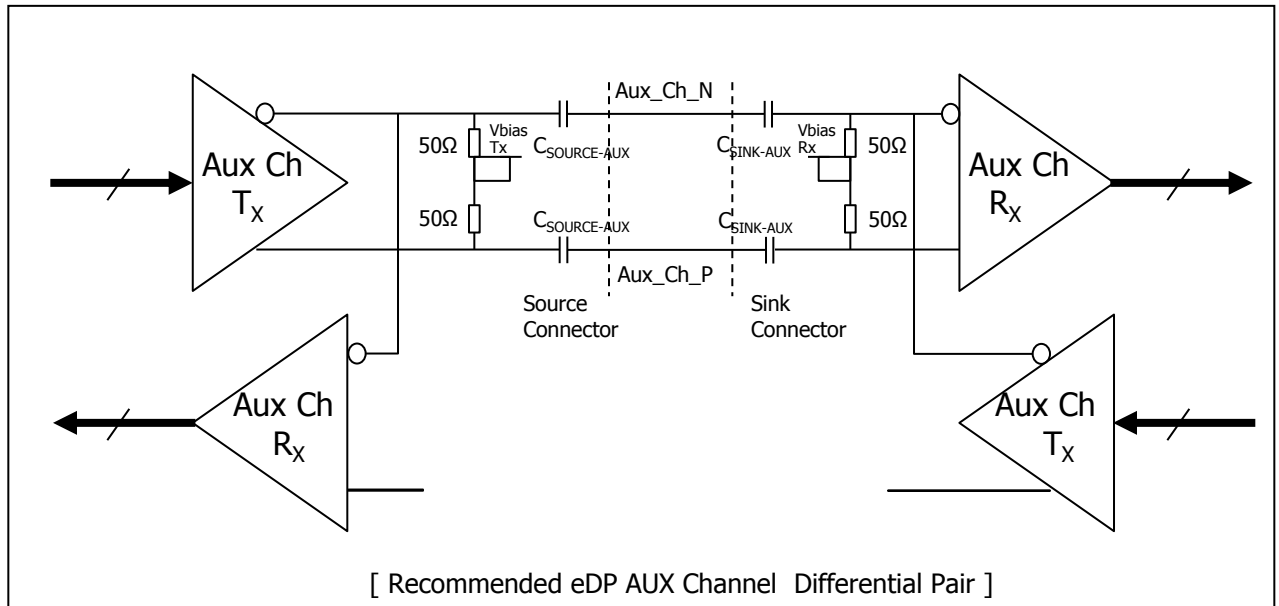 Aux_Ch_N
Aux Ch
TX
50Ω
Vbias
Tx
CSOURCE-AUX
CSINK-AUX
Vbias
Rx
50Ω
Aux Ch
RX
50Ω
CSOURCE-AUX
CSINK-AUX
50Ω
Aux_Ch_P
Source
Connector
Sink
Connector
Aux Ch
RX
Aux Ch
TX
[ Recommended eDP AUX Channel Differential Pair ]